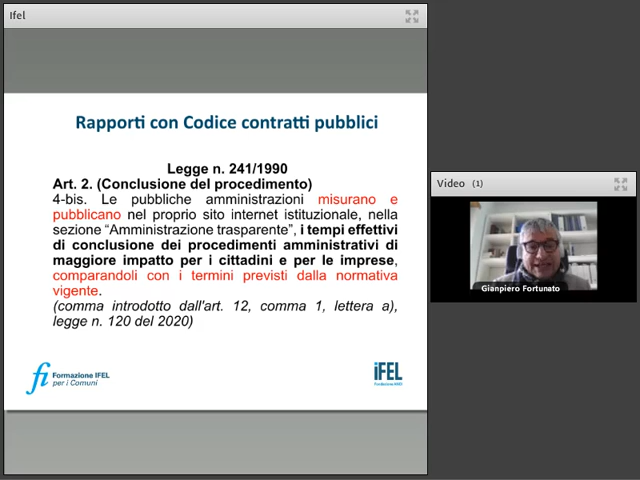 Ifel
Rapporti con Codice contratti pubblici
Legge n. 241/1990
Art. 2. (Conclusione del procedimento)
4-bis. Le pubbliche amministrazioni misurano e
pubblicano nel proprio sito internet istituzionale, nella
sezione “Amministrazione trasparente”, i tempi effettivi
di conclusione dei procedimenti amministrativi di
maggiore impatto per i cittadini e per le imprese,
comparandoli con i termini previsti dalla normativa
vigente.
(comma introdotto dall'art. 12, comma 1, lettera a),
legge n. 120 del 2020)
fi Formazione IFEL
per i Comuni
iFEL
Video (1)
Gianpiero Fortunato